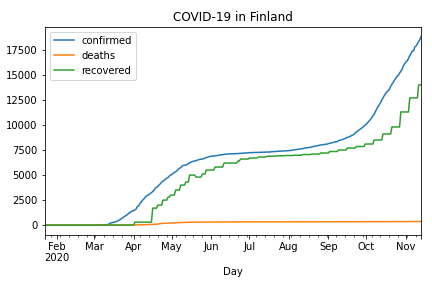 COVID-19 in Finland
confirmed
deaths
recovered
17500
15000
12500
10000
7500
5000
2500
0
Feb Mar Apr May Jun Jul Aug Sep Oct Nov
2020
Day